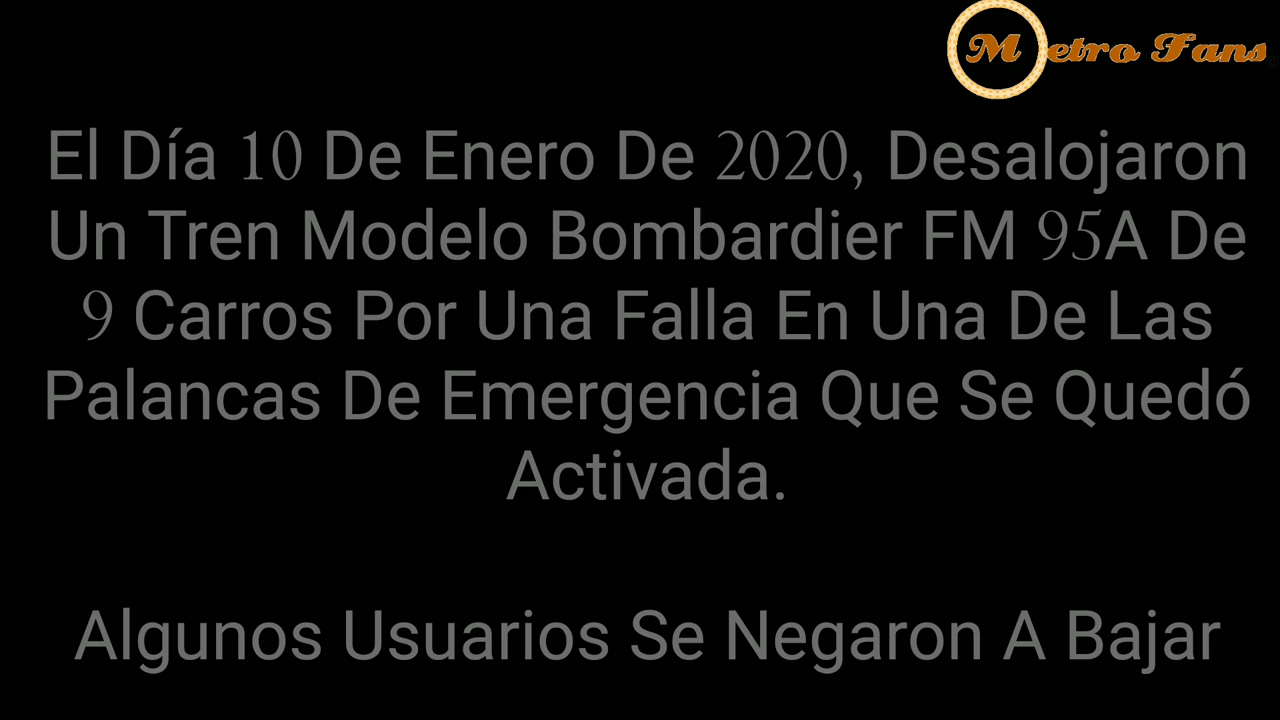 Metro Fans
El Día 10 De Enero De 2020, Desalojaron
Un Tren Modelo Bombardier FM 95A De
9 Carros Por Una Falla En Una De Las
Palancas De Emergencia Que Se Quedó
Activada.
Algunos Usuarios Se Negaron A Bajar